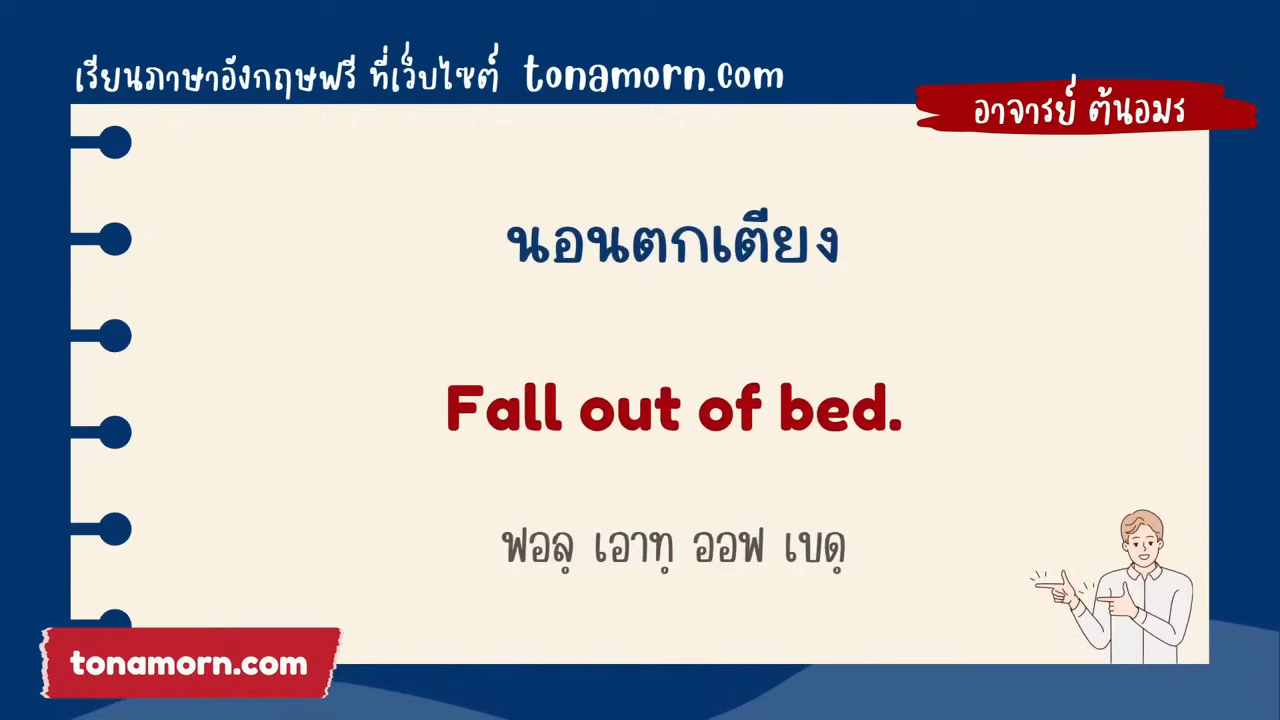 เรียนภาษาอังกฤษฟรี ที่เว็บไซต์ tonamorn.com
อาจารย์ ต้นอมร
นอนตกเตียง
Fall out of bed.
ฟอลฺ เอาทฺ ออฟ เบดฺ
tonamorn.com